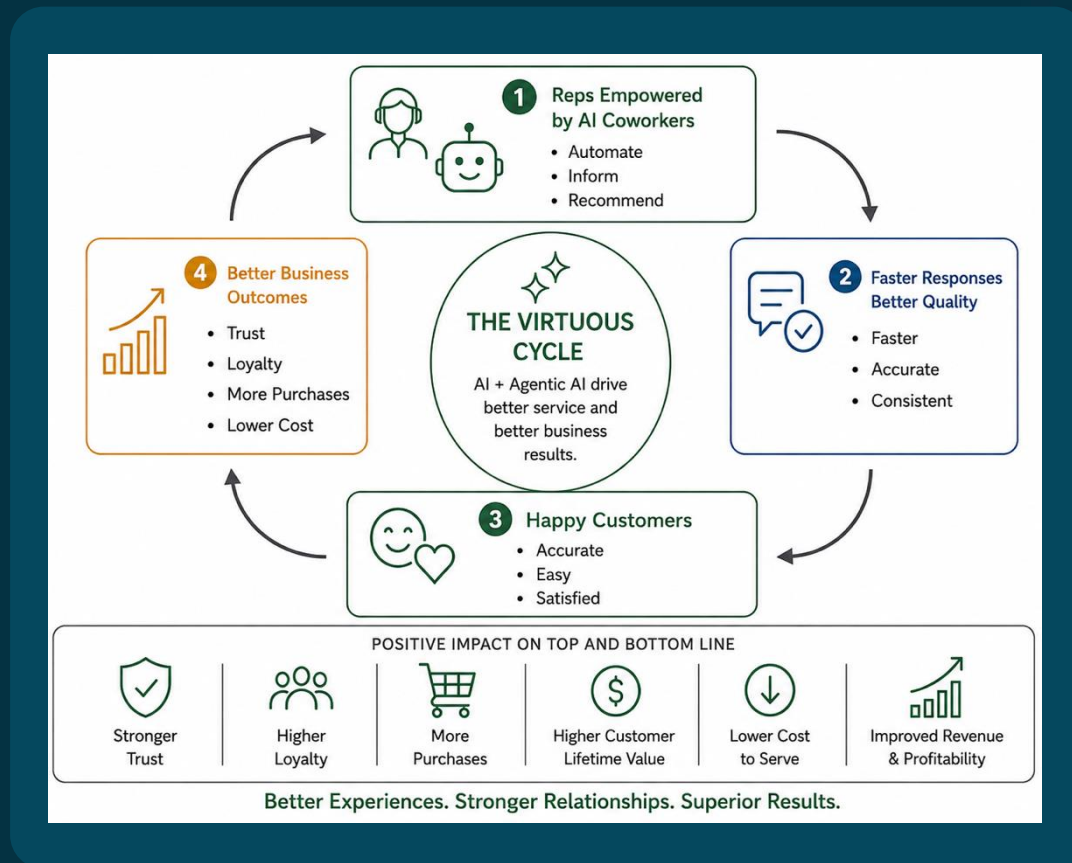 1
Reps Empowered
by AI Coworkers
• Automate
• Inform
• Recommend
2
Faster Responses
Better Quality
• Faster
• Accurate
• Consistent
3
Happy Customers
• Accurate
• Easy
• Satisfied
4
Better Business
Outcomes
• Trust
• Loyalty
• More Purchases
• Lower Cost
THE VIRTUOUS
CYCLE
AI + Agentic AI drive
better service and
better business
results.
POSITIVE IMPACT ON TOP AND BOTTOM LINE
Stronger
Trust
Higher
Loyalty
More
Purchases
$
Higher Customer
Lifetime Value
Lower Cost
to Serve
Improved Revenue
& Profitability
Better Experiences. Stronger Relationships. Superior Results.